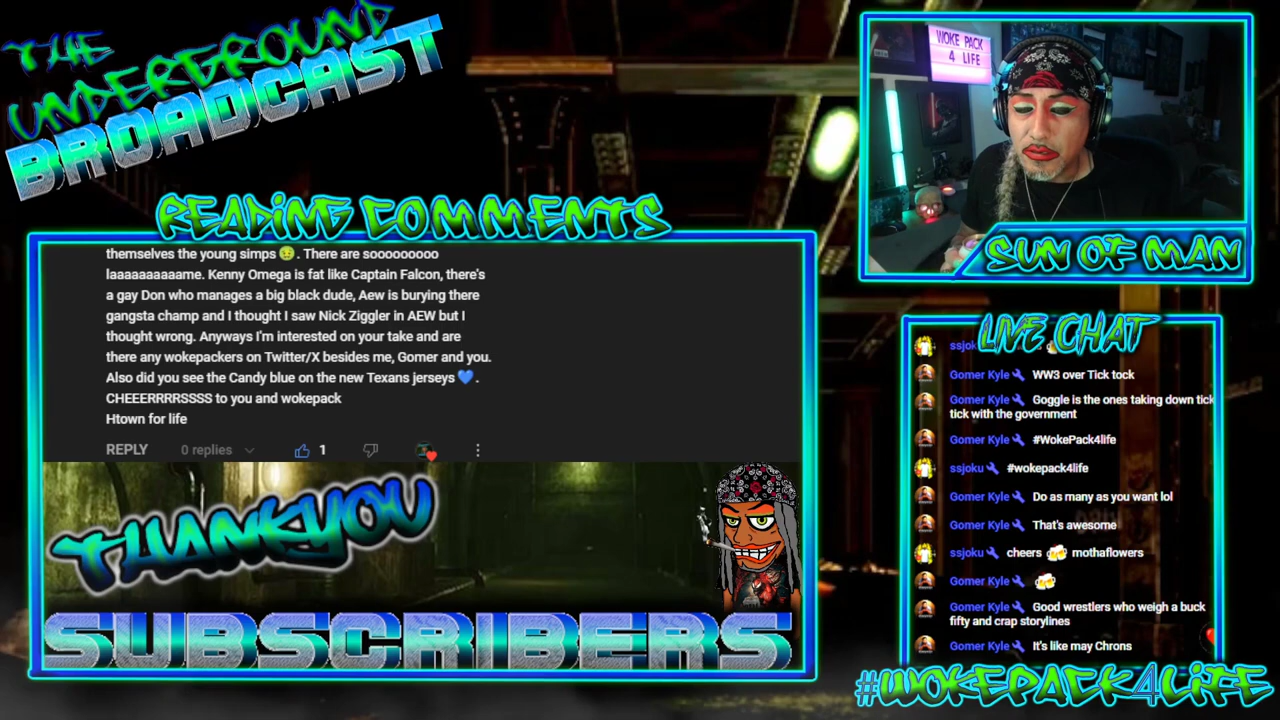 THE
UNDERGROUND
BROADCAST
READING COMMENTS
themselves the young simps 🤢. There are sooooooooo
laaaaaaaaaame. Kenny Omega is fat like Captain Falcon, there's
a gay Don who manages a big black dude, Aew is burying there
gangsta champ and I thought I saw Nick Ziggler in AEW but I
thought wrong. Anyways I'm interested on your take and are
there any wokepackers on Twitter/X besides me, Gomer and you.
Also did you see the Candy blue on the new Texans jerseys 💙.
CHEEERRRRSSSS to you and wokepack
Htown for life
REPLY 0 replies 1
THANKYOU
SUBSCRIBERS
WOKE PACK
4 LIFE
SUN OF MAN
LIVE CHAT
Gomer Kyle WW3 over Tick tock
Gomer Kyle Goggle is the ones taking down tick
tick with the government
Gomer Kyle #WokePack4life
ssjoku #wokepack4life
Gomer Kyle Do as many as you want lol
Gomer Kyle That's awesome
ssjoku cheers 🍻 mothaflowers
Gomer Kyle 🍻
Gomer Kyle Good wrestlers who weigh a buck
fifty and crap storylines
Gomer Kyle It's like may Chrons
#WOKEPACK4LIFE